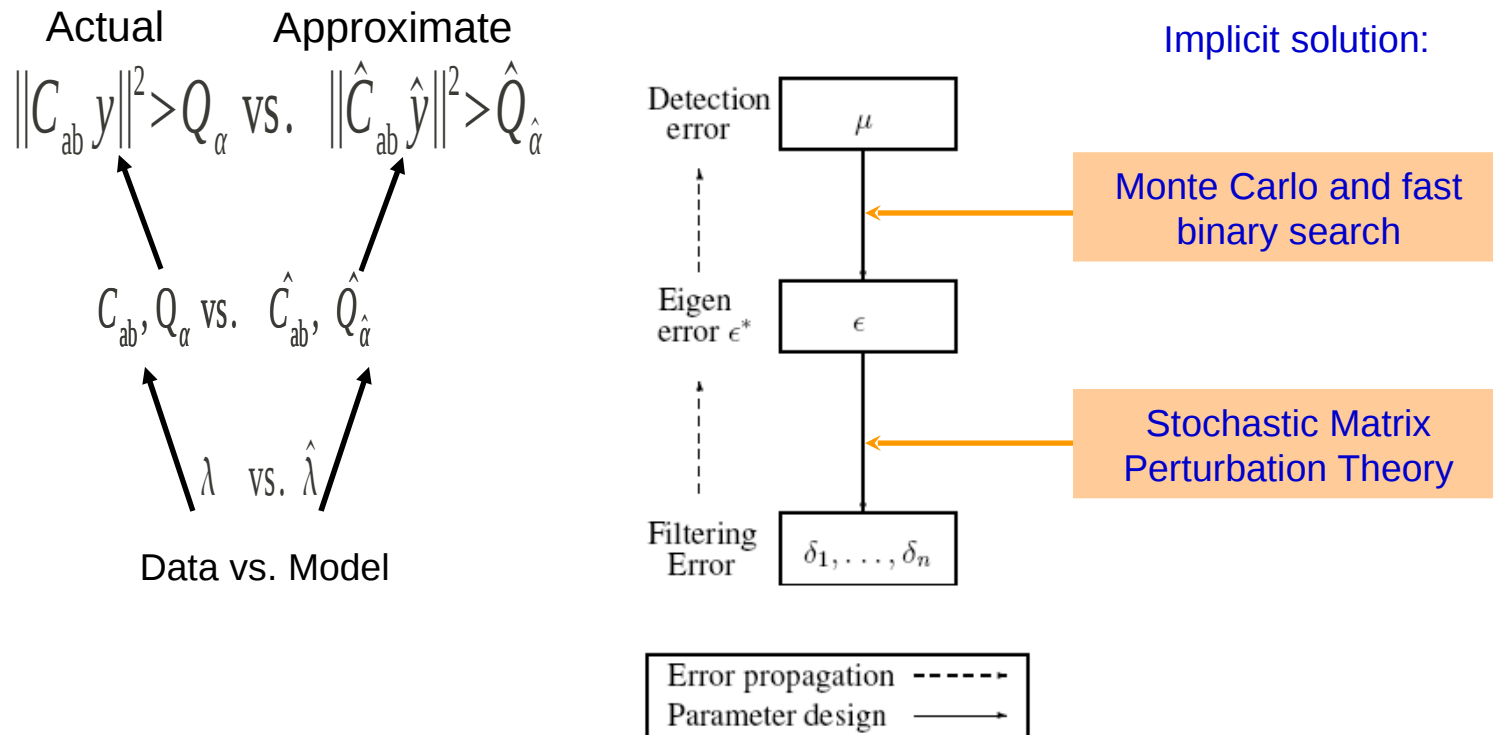 Actual Approximate
‖C_ab y‖² > Q_α vs. ‖Ĉ_ab ŷ‖² > Q̂_α̂
C_ab, Q_α vs. Ĉ_ab, Q̂_α̂
λ vs. λ̂
Data vs. Model
Detection
error
μ
Eigen
error ϵ*
ϵ
Filtering
Error
δ₁, . . . , δₙ
Error propagation
Parameter design
Implicit solution:
Monte Carlo and fast
binary search
Stochastic Matrix
Perturbation Theory